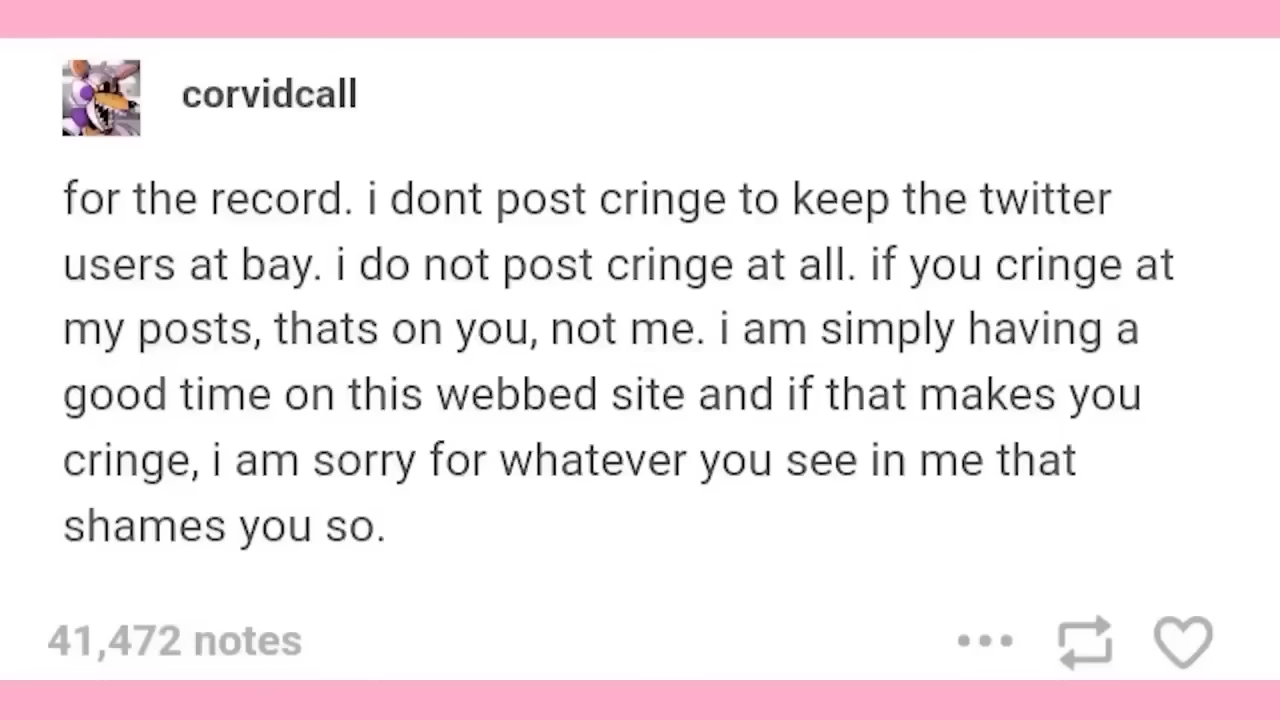 corvidcall
for the record. i dont post cringe to keep the twitter
users at bay. i do not post cringe at all. if you cringe at
my posts, thats on you, not me. i am simply having a
good time on this webbed site and if that makes you
cringe, i am sorry for whatever you see in me that
shames you so.
41,472 notes